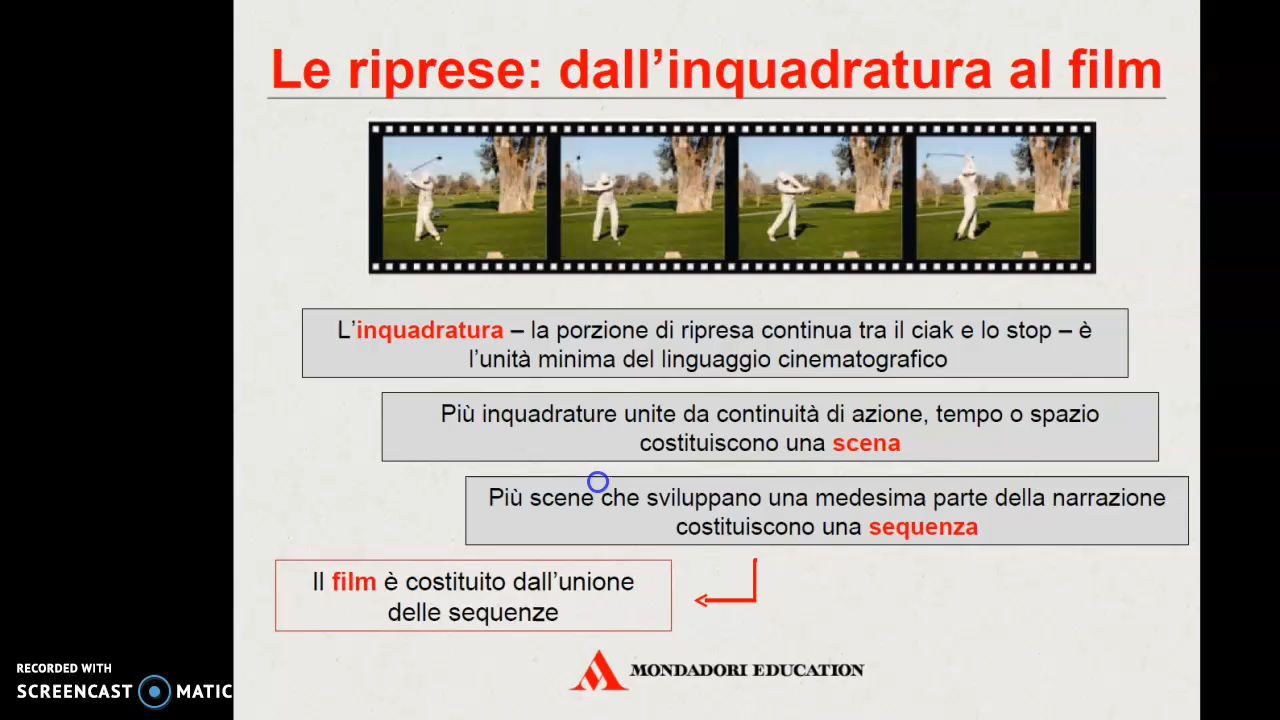 Le riprese: dall’inquadratura al film
L’inquadratura – la porzione di ripresa continua tra il ciak e lo stop – è
l’unità minima del linguaggio cinematografico
Più inquadrature unite da continuità di azione, tempo o spazio
costituiscono una scena
Più scene che sviluppano una medesima parte della narrazione
costituiscono una sequenza
Il film è costituito dall’unione
delle sequenze
MONDADORI EDUCATION
RECORDED WITH
SCREENCAST MATIC